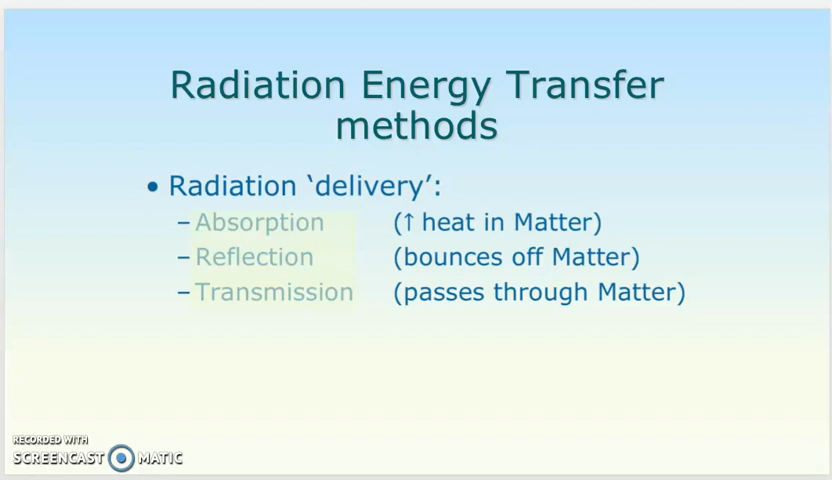 Radiation Energy Transfer
methods
• Radiation ‘delivery’:
– Absorption (↑ heat in Matter)
– Reflection (bounces off Matter)
– Transmission (passes through Matter)
RECORDED WITH
SCREENCAST MATIC